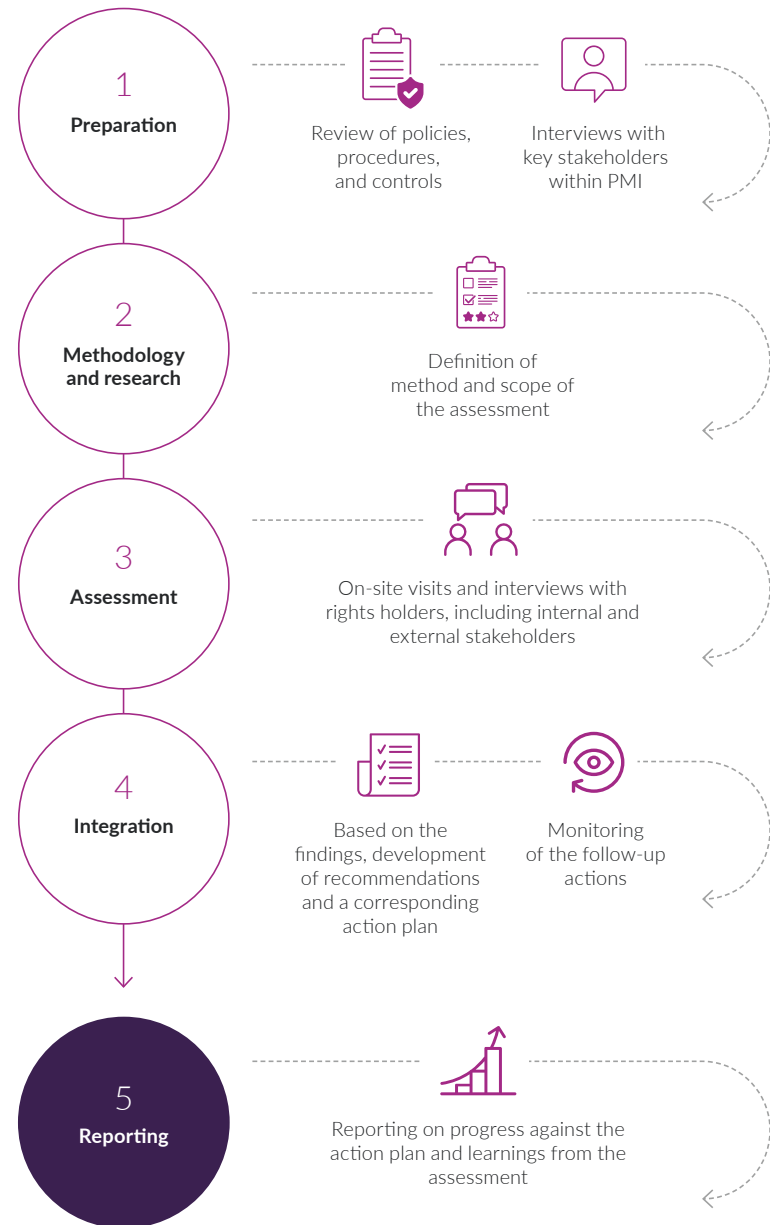 1
Preparation
Review of policies,
procedures,
and controls
Interviews with
key stakeholders
within PMI
2
Methodology
and research
Definition of
method and scope of
the assessment
3
Assessment
On-site visits and interviews with
rights holders, including internal and
external stakeholders
4
Integration
Based on the
findings, development
of recommendations
and a corresponding
action plan
Monitoring
of the follow-up
actions
5
Reporting
Reporting on progress against the
action plan and learnings from the
assessment